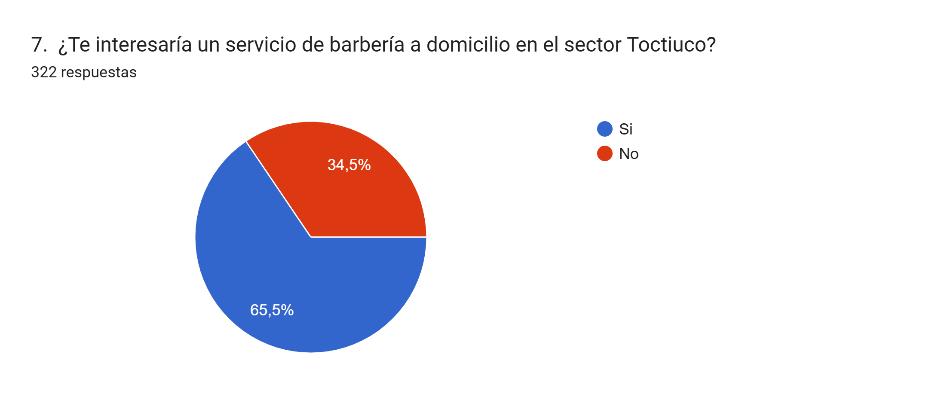 7. ¿Te interesaría un servicio de barbería a domicilio en el sector Toctiuco?
322 respuestas
Si
No
34,5%
65,5%